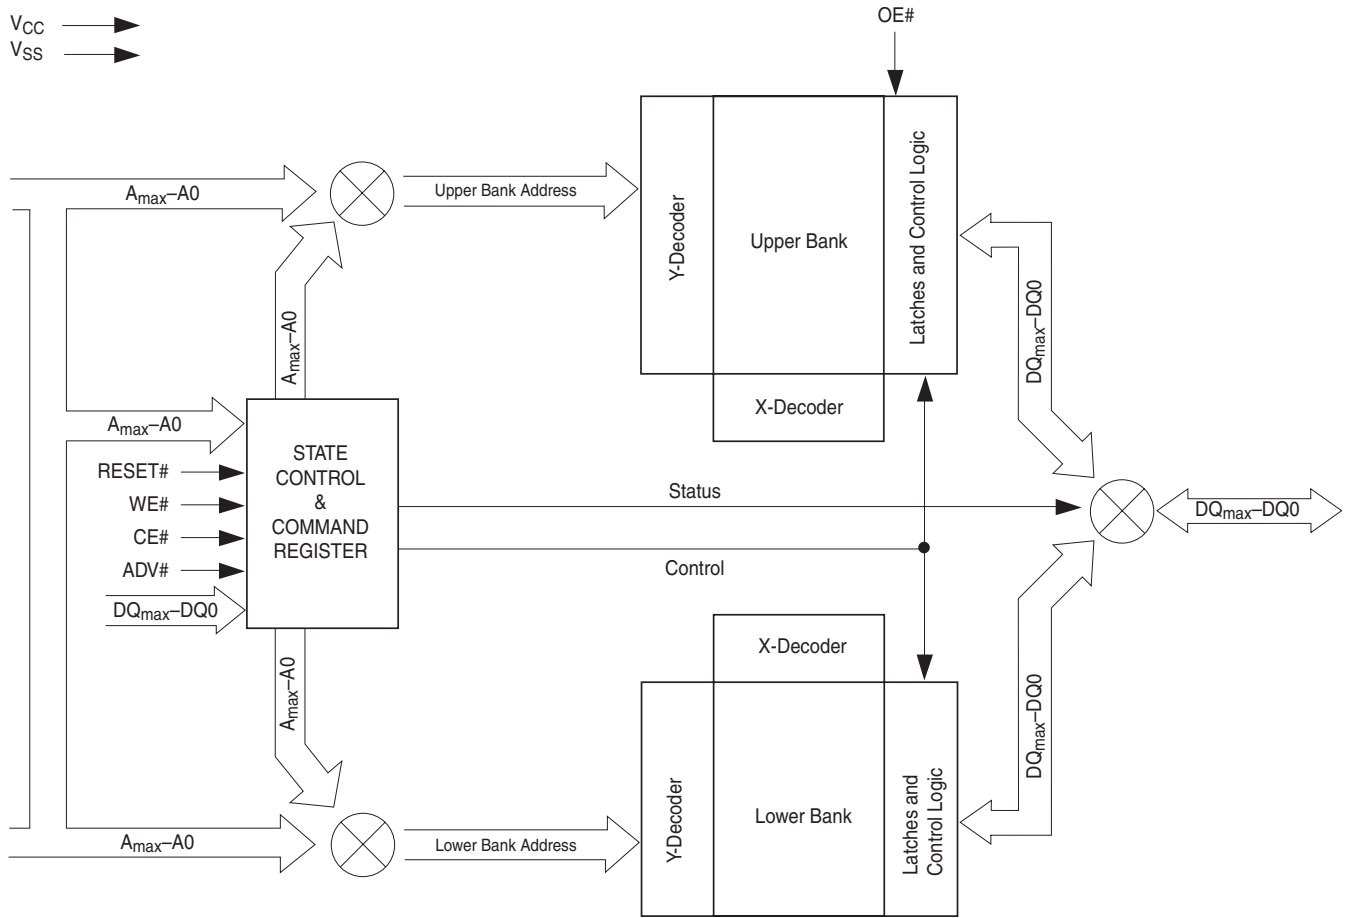 VCC
VSS
OE#
Amax–A0
Upper Bank Address
Y-Decoder
Upper Bank
Latches and Control Logic
X-Decoder
DQmax–DQ0
Amax–A0
Amax–A0
RESET#
WE#
CE#
ADV#
DQmax–DQ0
STATE
CONTROL
&
COMMAND
REGISTER
Status
Control
DQmax–DQ0
Amax–A0
X-Decoder
DQmax–DQ0
Amax–A0
Lower Bank Address
Y-Decoder
Lower Bank
Latches and
Control Logic